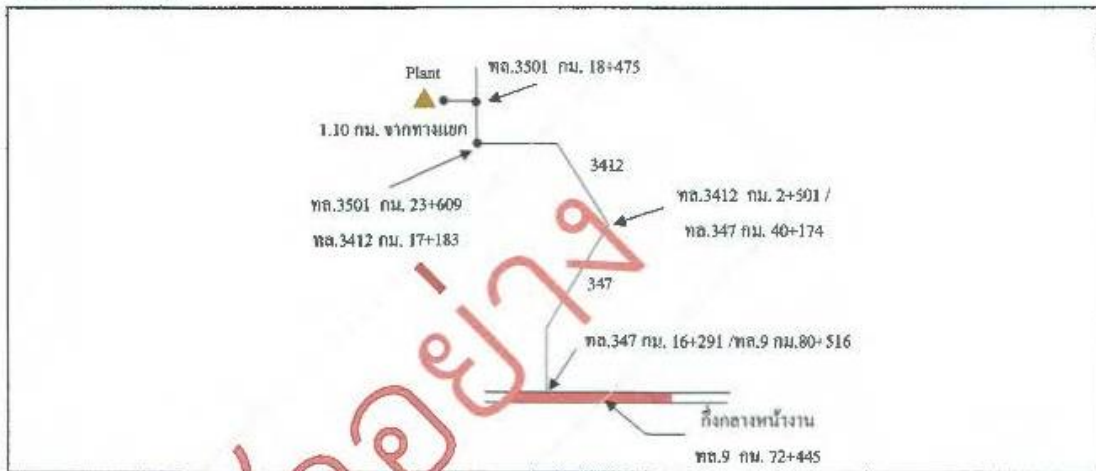 Plant
ทล.3501 กม. 18+475
1.10 กม. จากทางแยก
3412
ทล.3501 กม. 23+609
ทล.3412 กม. 17+183
ทล.3412 กม. 2+501 /
ทล.347 กม. 40+174
347
ทล.347 กม. 16+291 /ทล.9 กม.80+516
กึ่งกลางหน้างาน
ทล.9 กม. 72+445
ตัวอย่าง